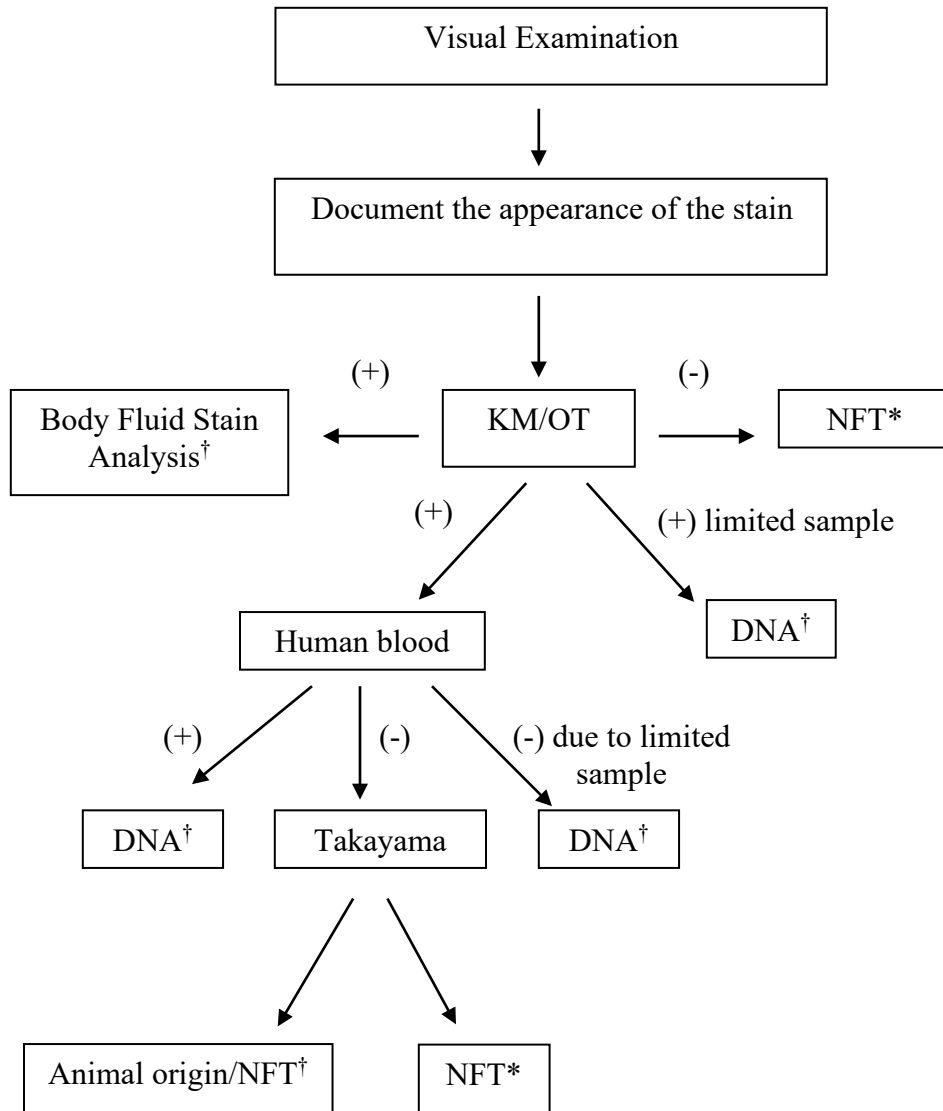 Visual Examination
Document the appearance of the stain
(+)
(-)
Body Fluid Stain
Analysis†
KM/OT
NFT*
(+)
(+) limited sample
DNA†
Human blood
(+)
(-)
(-) due to limited
sample
DNA†
Takayama
DNA†
Animal origin/NFT†
NFT*